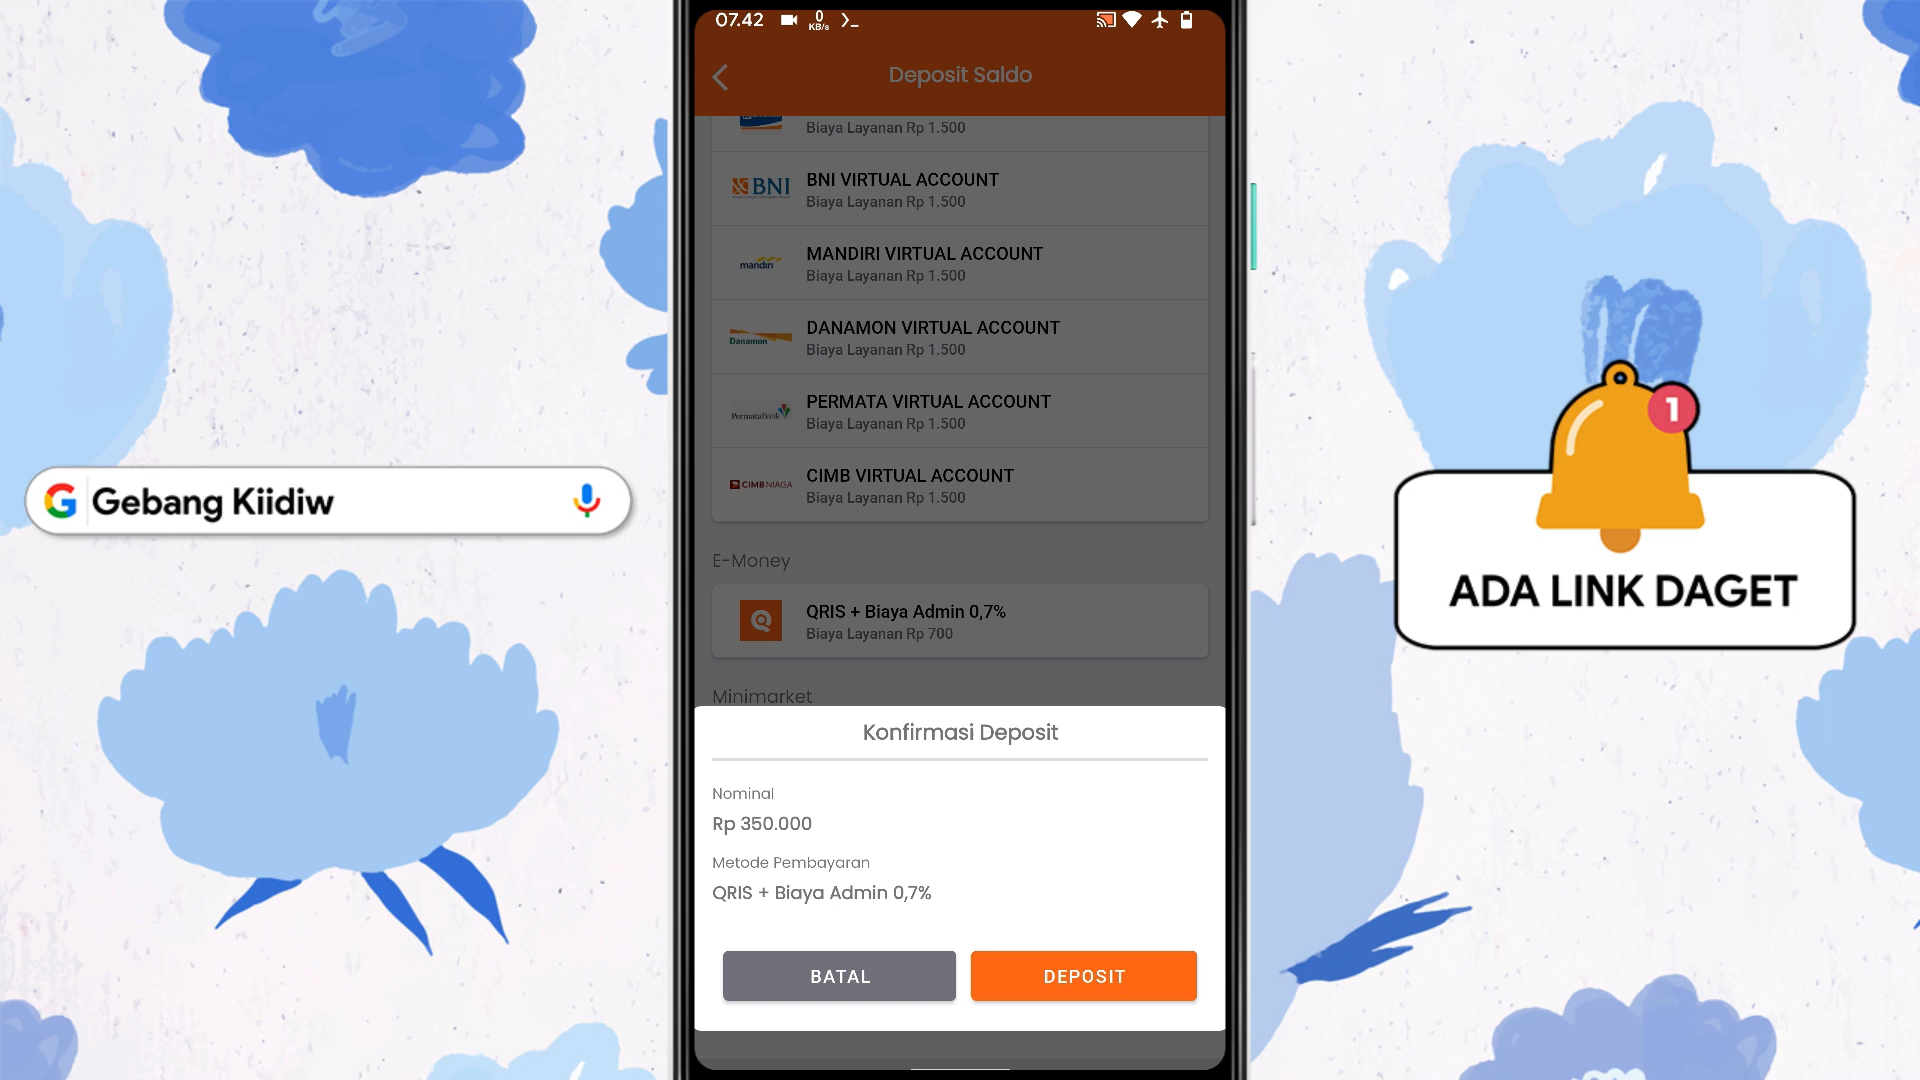 07.42
0
KB/s
Deposit Saldo
Biaya Layanan Rp 1.500
BNI
BNI VIRTUAL ACCOUNT
Biaya Layanan Rp 1.500
mandiri
MANDIRI VIRTUAL ACCOUNT
Biaya Layanan Rp 1.500
Danamon
DANAMON VIRTUAL ACCOUNT
Biaya Layanan Rp 1.500
PermataBank
PERMATA VIRTUAL ACCOUNT
Biaya Layanan Rp 1.500
CIMB NIAGA
CIMB VIRTUAL ACCOUNT
Biaya Layanan Rp 1.500
E-Money
QRIS + Biaya Admin 0,7%
Biaya Layanan Rp 700
Minimarket
Konfirmasi Deposit
Nominal
Rp 350.000
Metode Pembayaran
QRIS + Biaya Admin 0,7%
BATAL
DEPOSIT
Gebang Kiidiw
1
ADA LINK DAGET